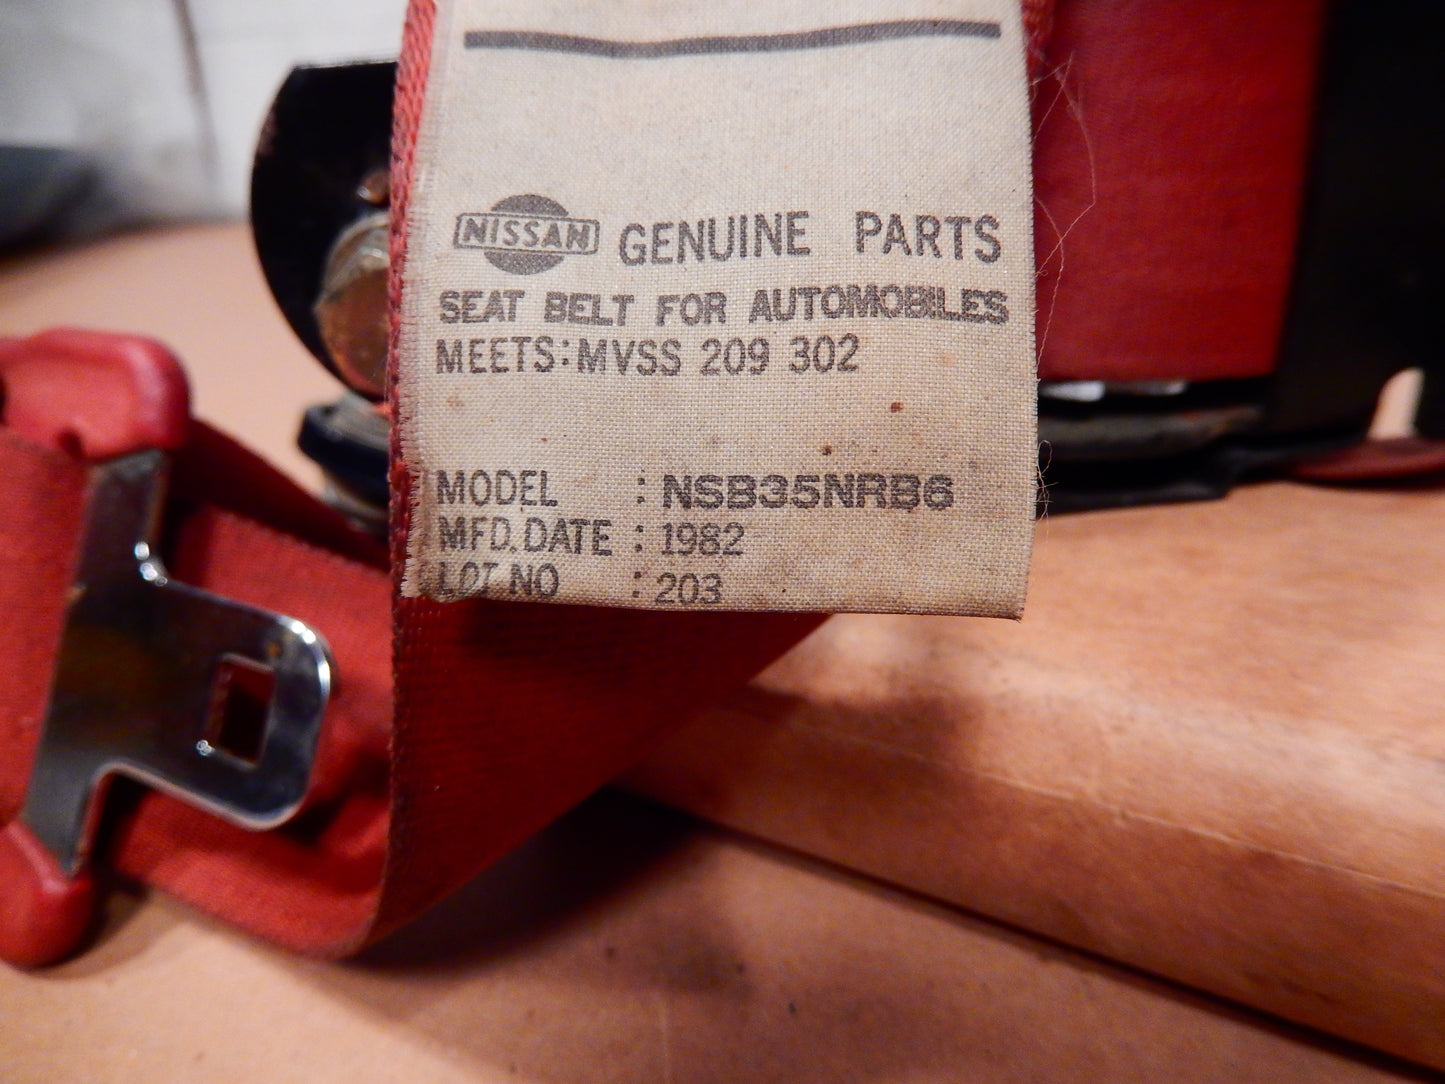 NISSAN GENUINE PARTS
SEAT BELT FOR AUTOMOBILES
MEETS:MVSS 209 302
MODEL : NSB35NRB6
MFD.DATE : 1982
LOT NO : 203